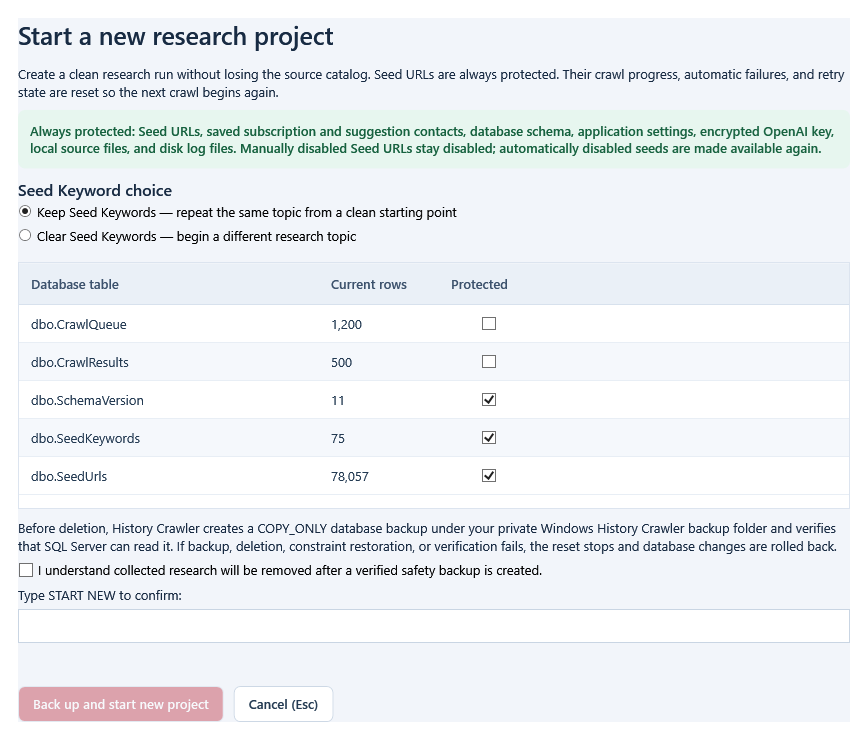 Start a new research project
Create a clean research run without losing the source catalog. Seed URLs are always protected. Their crawl progress, automatic failures, and retry
state are reset so the next crawl begins again.
Always protected: Seed URLs, saved subscription and suggestion contacts, database schema, application settings, encrypted OpenAI key,
local source files, and disk log files. Manually disabled Seed URLs stay disabled; automatically disabled seeds are made available again.
Seed Keyword choice
Keep Seed Keywords — repeat the same topic from a clean starting point
Clear Seed Keywords — begin a different research topic
Database table Current rows Protected
dbo.CrawlQueue 1,200
dbo.CrawlResults 500
dbo.SchemaVersion 11
dbo.SeedKeywords 75
dbo.SeedUrls 78,057
Before deletion, History Crawler creates a COPY_ONLY database backup under your private Windows History Crawler backup folder and verifies
that SQL Server can read it. If backup, deletion, constraint restoration, or verification fails, the reset stops and database changes are rolled back.
I understand collected research will be removed after a verified safety backup is created.
Type START NEW to confirm:
Back up and start new project Cancel (Esc)